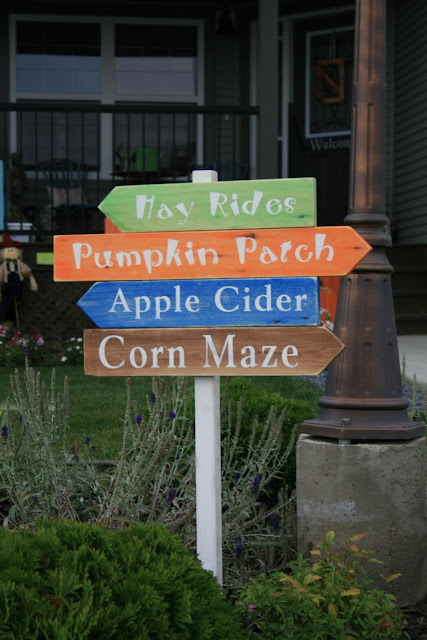 Hay Rides
Pumpkin Patch
Apple Cider
Corn Maze
Welcome